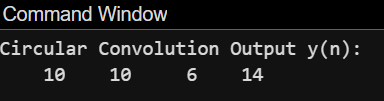 Command Window
Circular Convolution Output y(n):
10 10 6 14